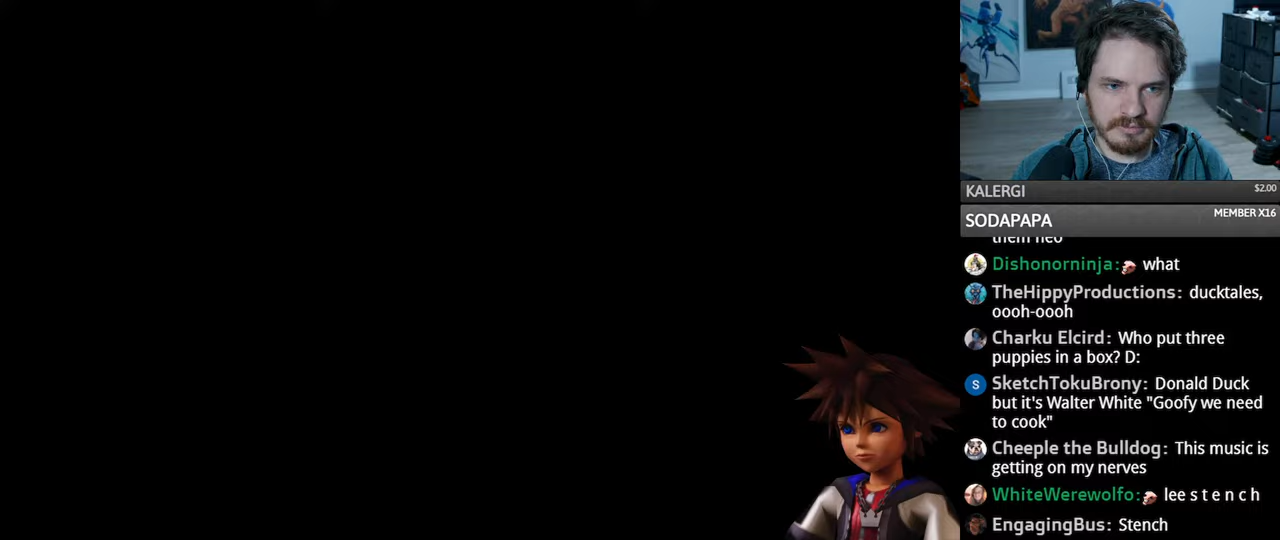 KALERGI $2.00
SODAPAPA MEMBER X16
them neo
Dishonorninja: what
TheHippyProductions: ducktales,
oooh-oooh
Charku Elcird: Who put three
puppies in a box? D:
S SketchTokuBrony: Donald Duck
but it's Walter White "Goofy we need
to cook"
Cheeple the Bulldog: This music is
getting on my nerves
WhiteWerewolfo: lee s t e n c h
EngagingBus: Stench